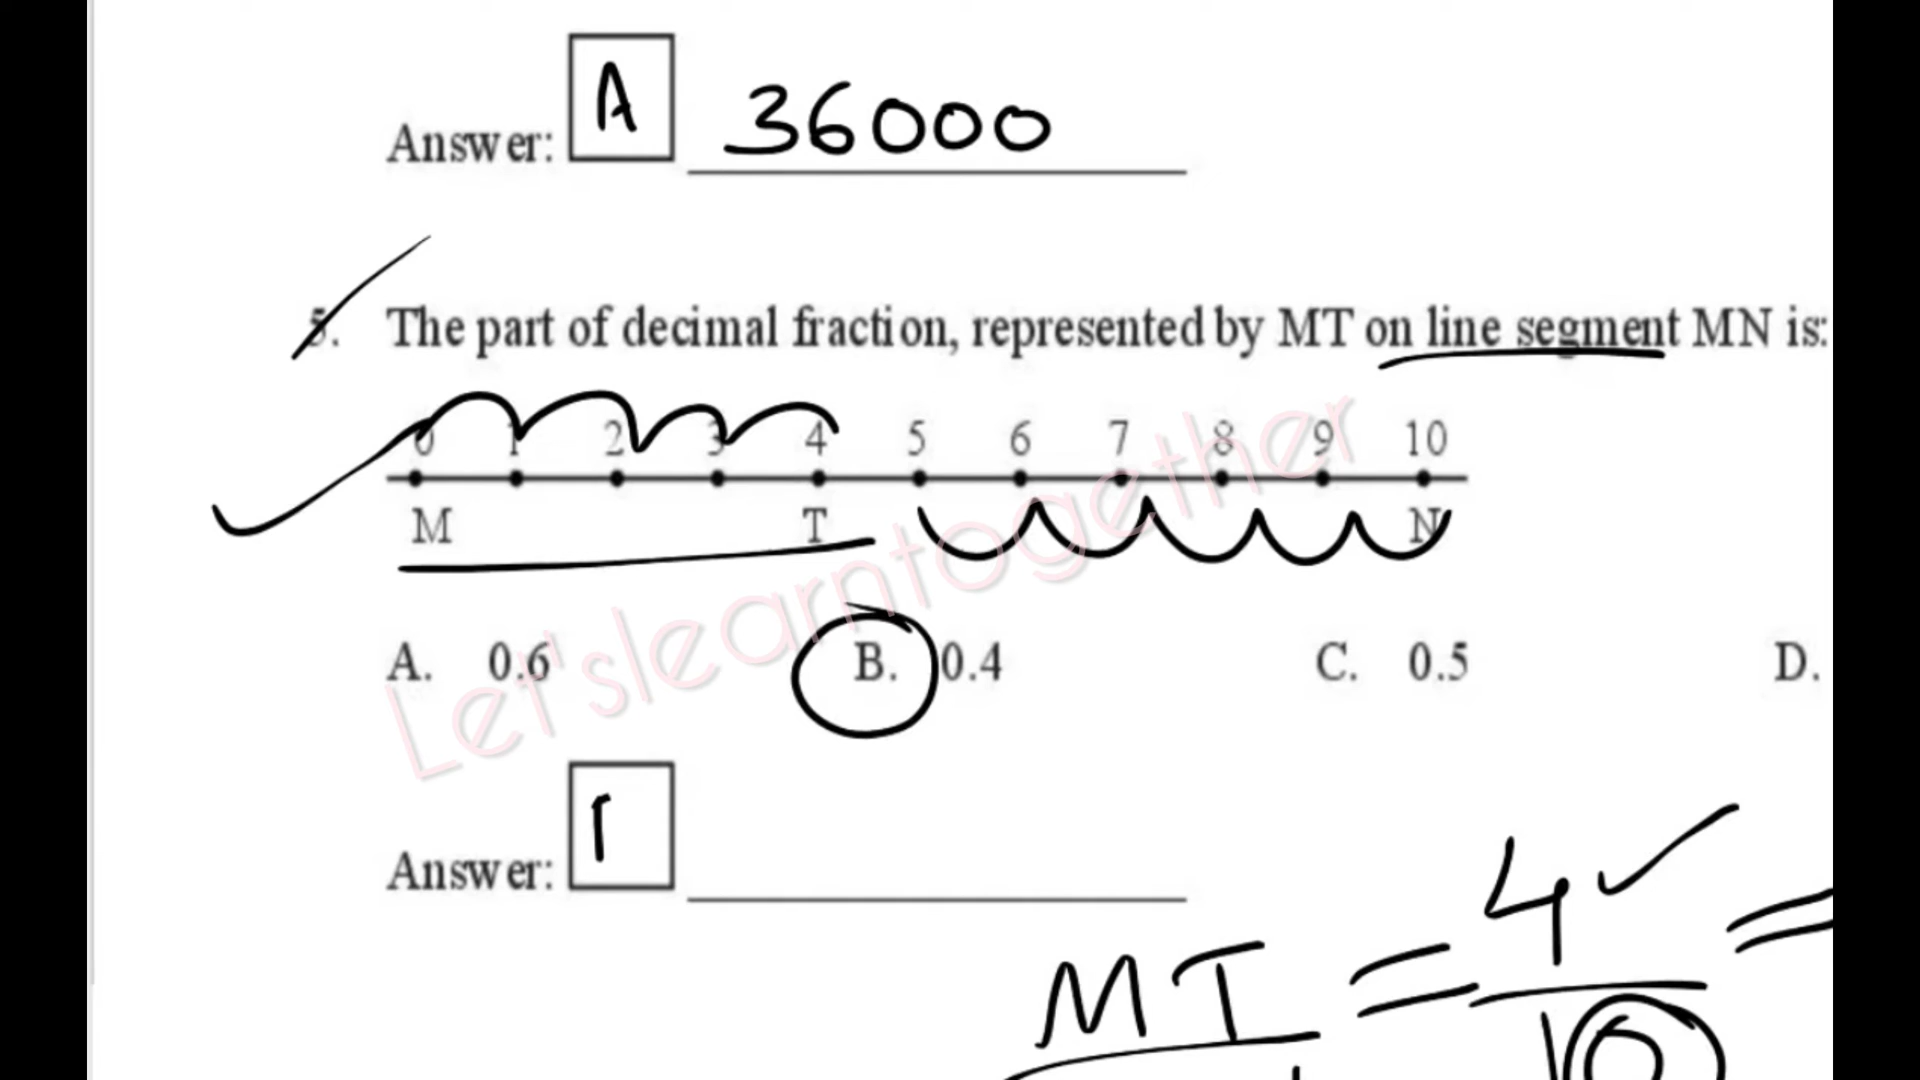 Answer: A 36000
5. The part of decimal fraction, represented by MT on line segment MN is:
0 1 2 3 4 5 6 7 8 9 10
M T N
A. 0.6 B. 0.4 C. 0.5 D.
Let'slearntogether
Answer:
4
MT = =
10